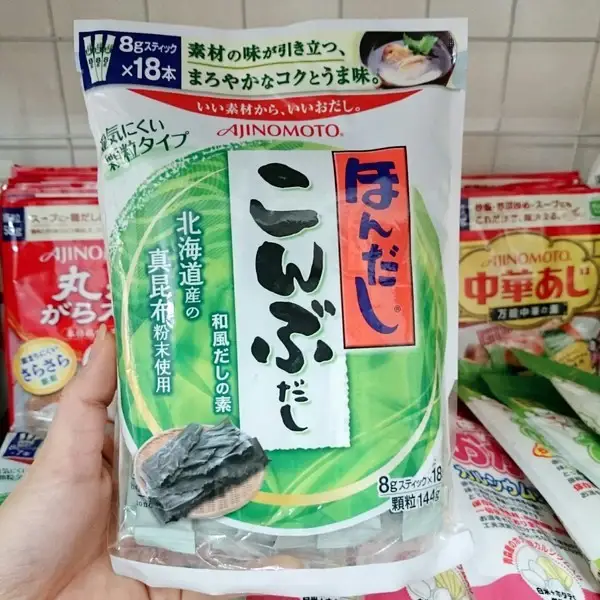 8gスティック
×18本
素材の味が引き立つ、
まろやかなコクとうま味。
いい素材から、いいおだし。
AJINOMOTO®
気にくい
顆粒タイプ
ほんだし®
こんぶだし
北海道産の
真昆布粉末使用
和風だしの素
8gスティック×18
顆粒144g
AJINOMOTO
丸
がら
さらさら
AJINOMOTO
中華あじ
万能中華の素